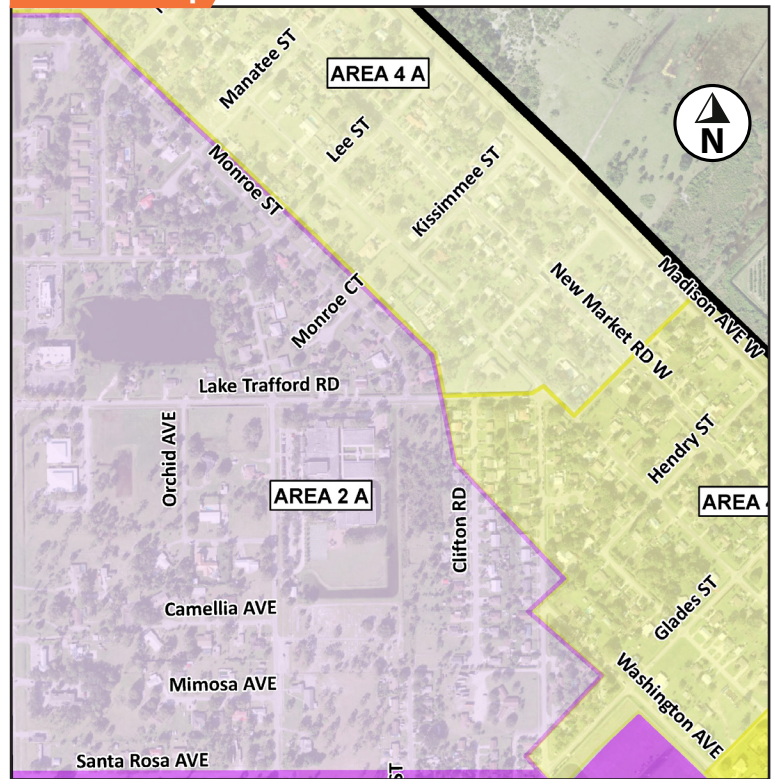 Manatee ST
AREA 4 A
Lee ST
N
Monroe ST
Kissimmee ST
Monroe CT
New Market RD W
Madison AVE W
Lake Trafford RD
Orchid AVE
Hendry ST
AREA 2 A
AREA
Clifton RD
Camellia AVE
Glades ST
Mimosa AVE
Washington AVE
Santa Rosa AVE
ST